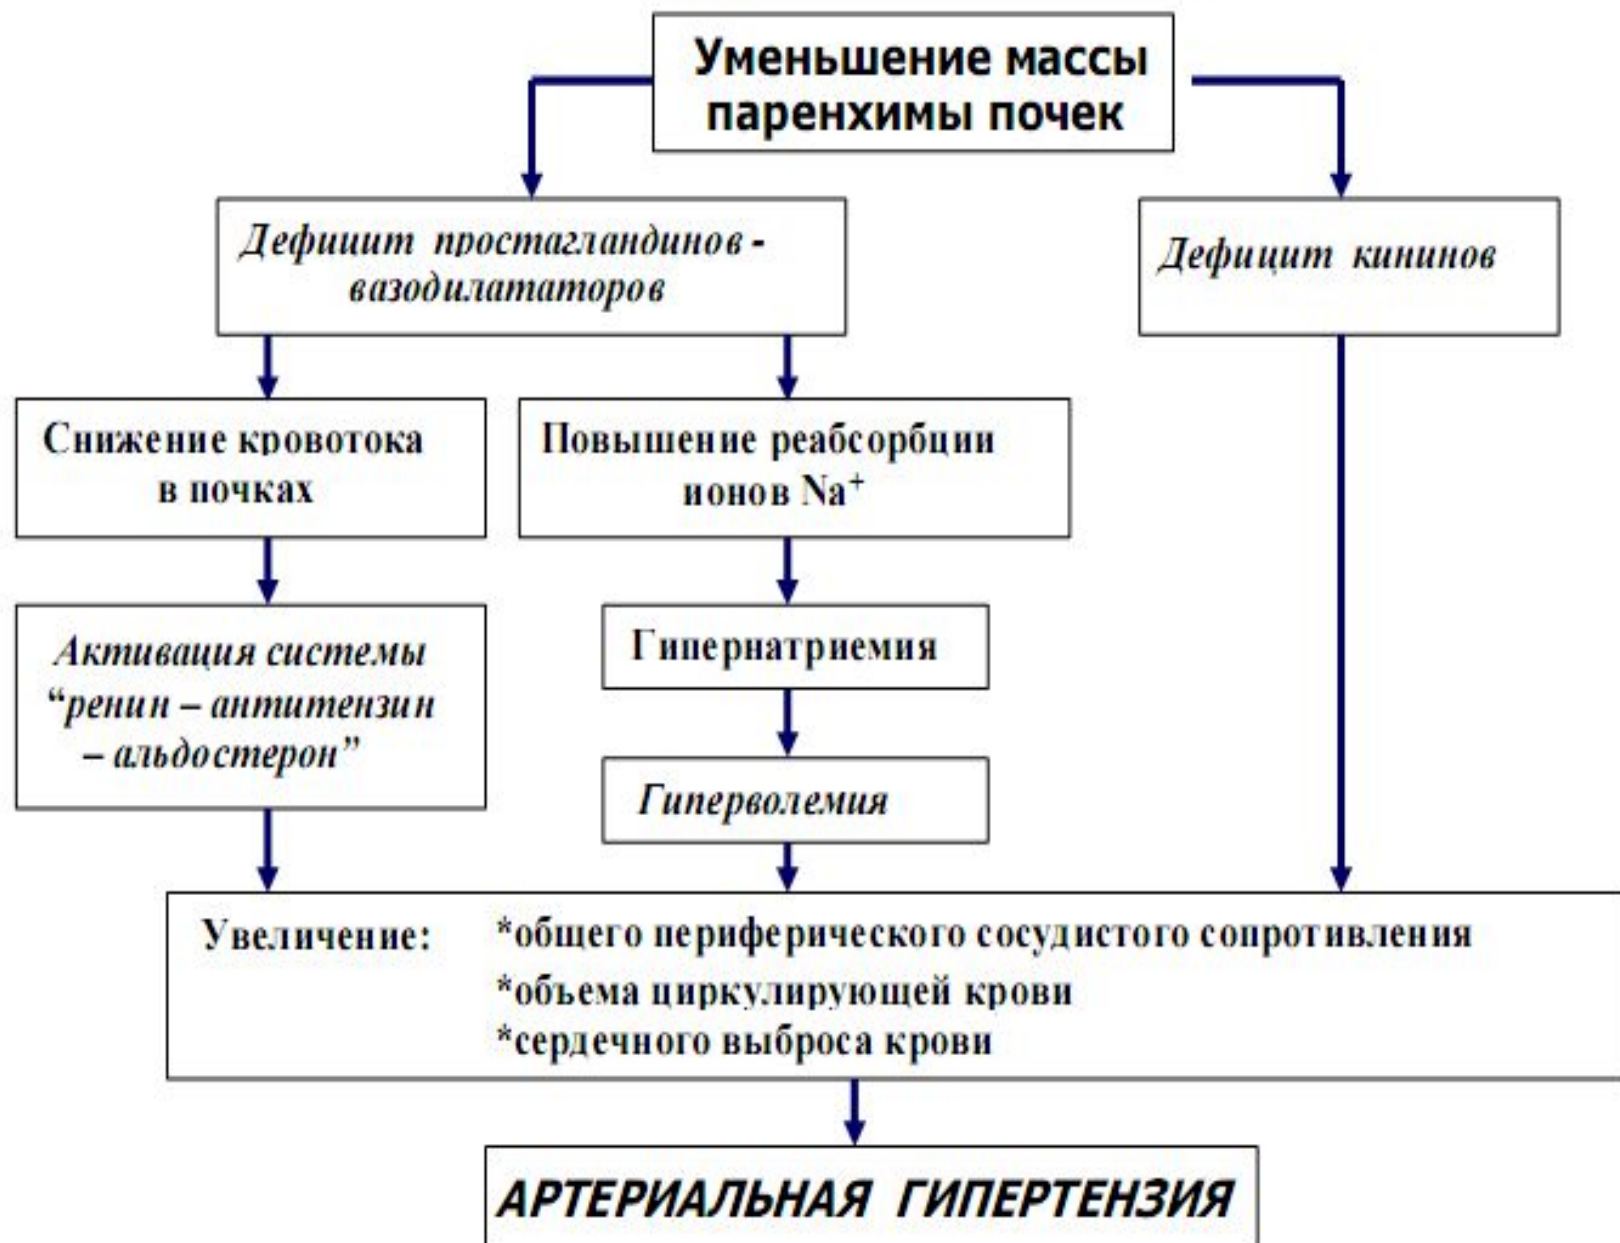 Уменьшение массы
паренхимы почек
Дефицит простагландинов -
вазодилататоров
Дефицит кининов
Снижение кровотока
в почках
Повышение реабсорбции
ионов Na⁺
Активация системы
“ренин – антитензин
– альдостерон”
Гипернатриемия
Гиперволемия
Увеличение: *общего периферического сосудистого сопротивления
*объема циркулирующей крови
*сердечного выброса крови
АРТЕРИАЛЬНАЯ ГИПЕРТЕНЗИЯ